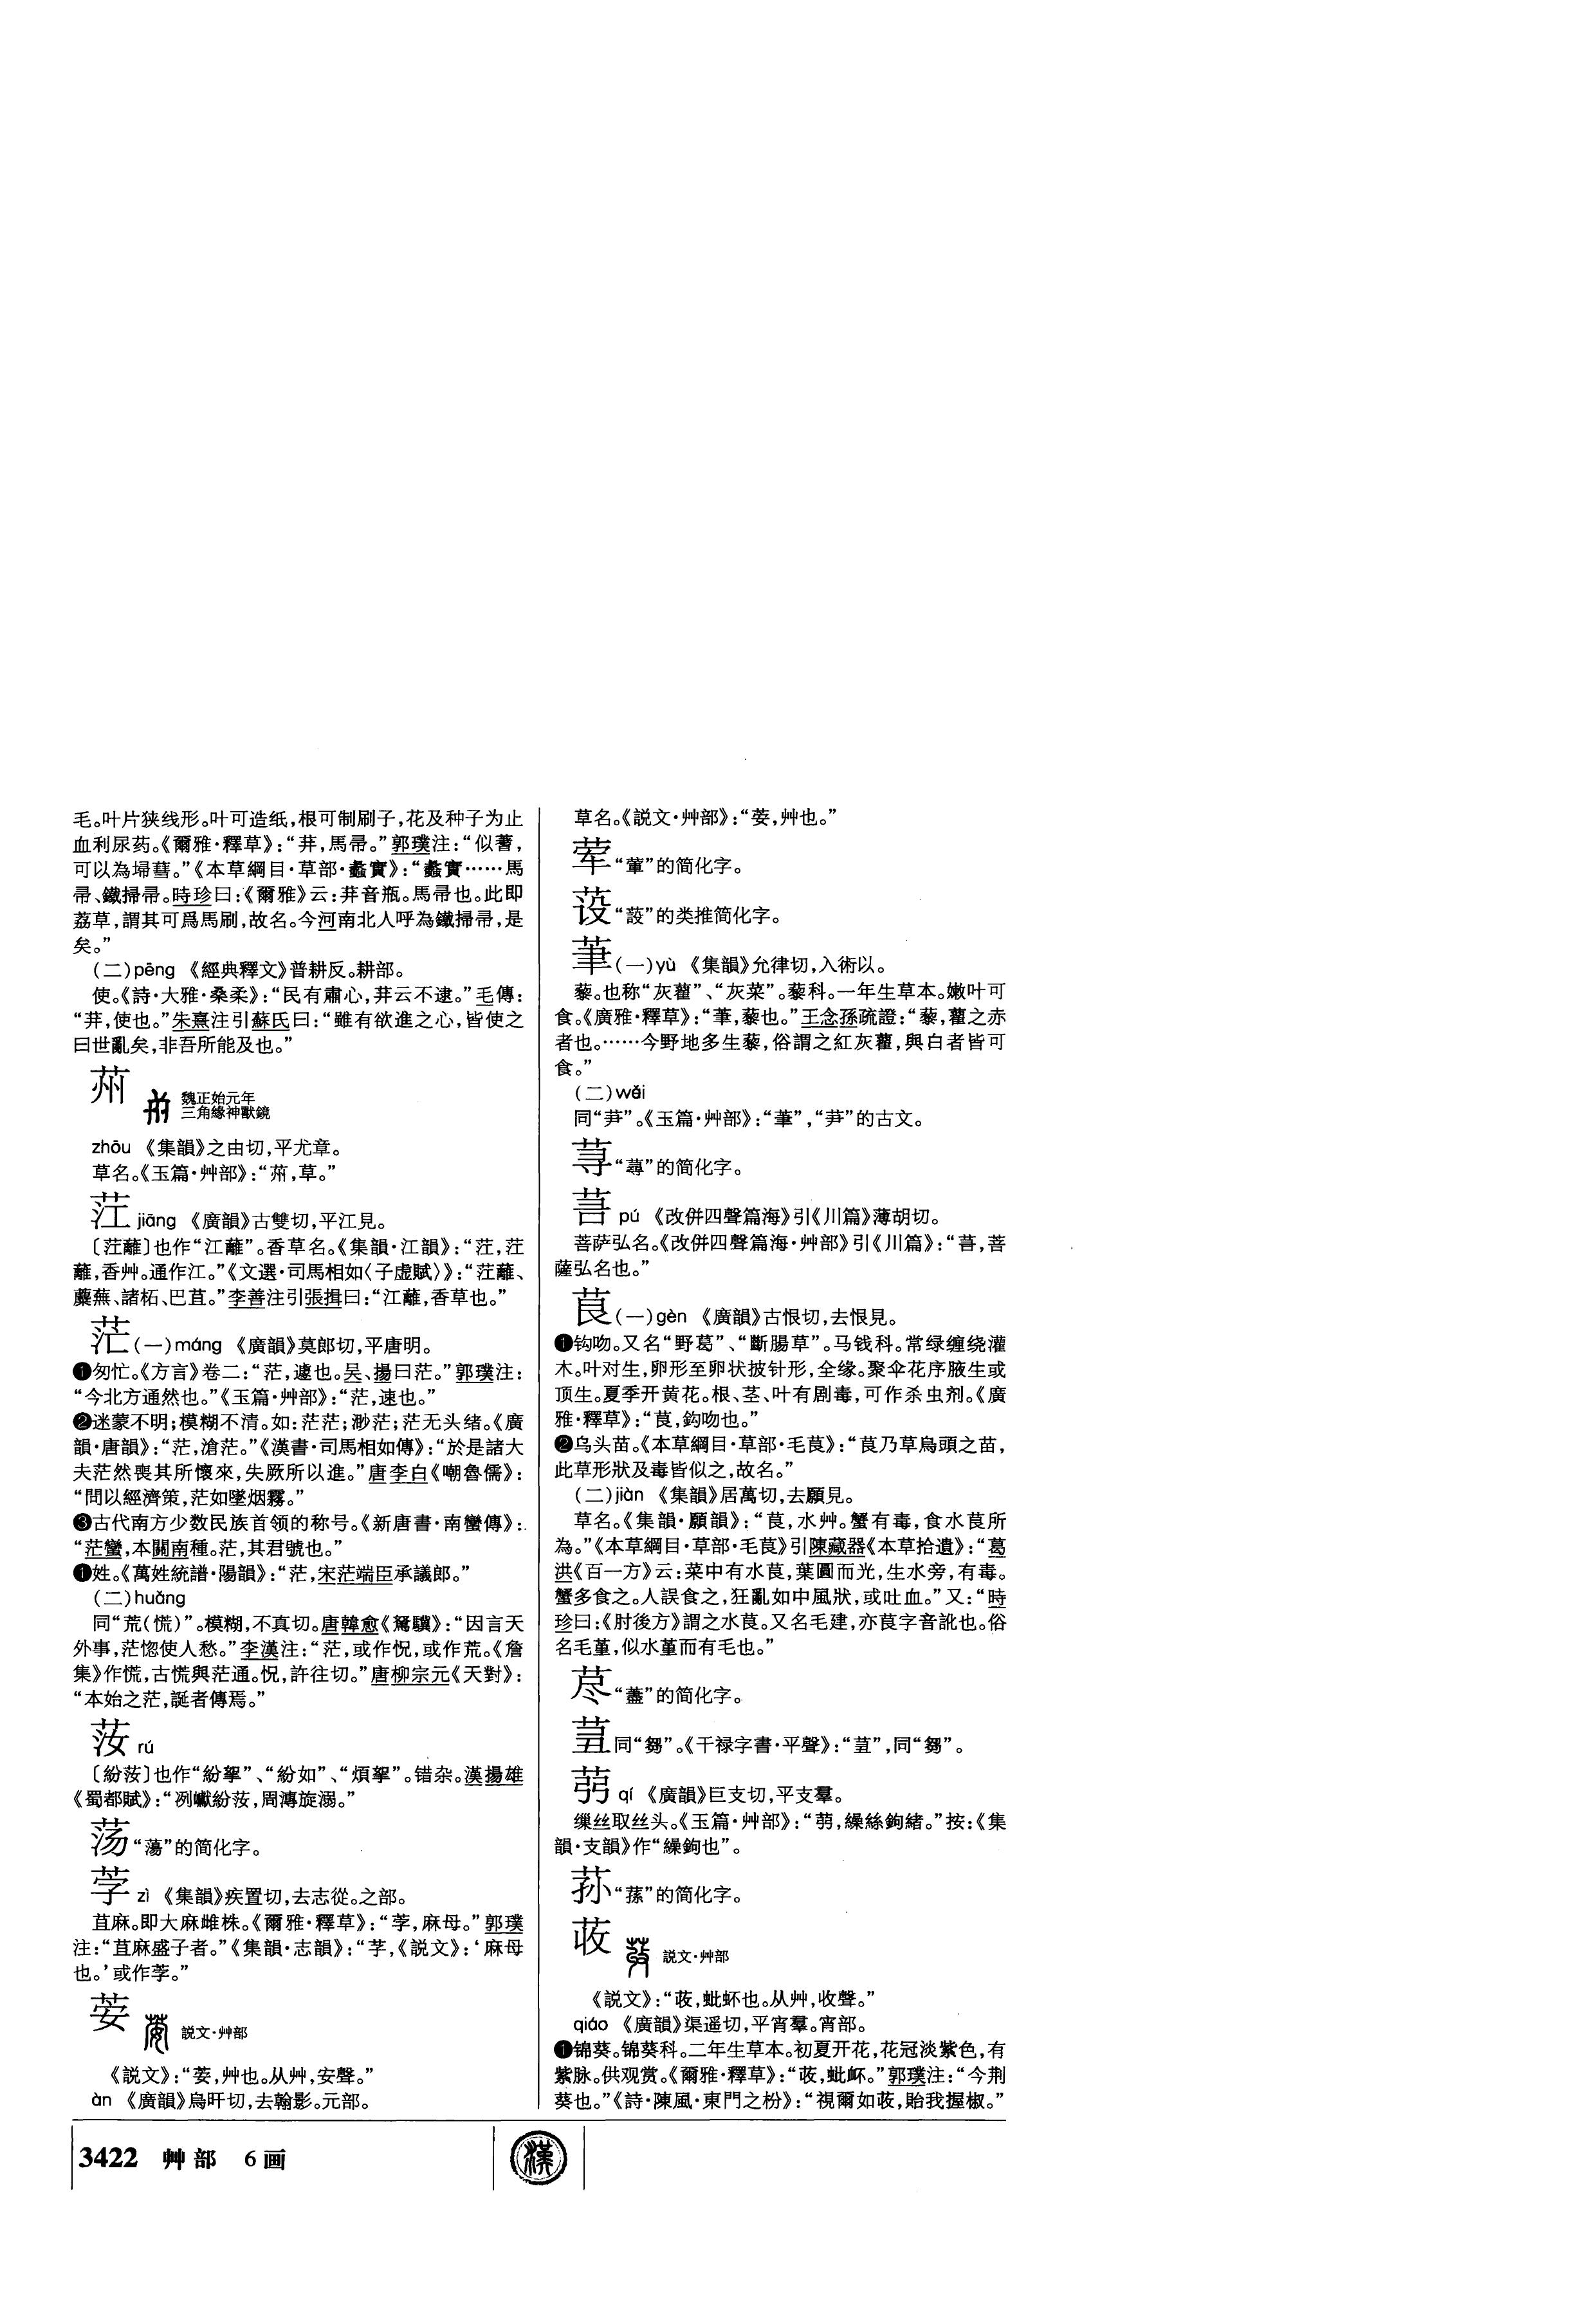 毛。叶片狭线形。叶可造纸,根可制刷子,花及种子为止
血利尿药。《爾雅·釋草》:“荓,馬帚。”郭璞注:“似蓍,
可以為埽彗。”《本草綱目·草部·蠡實》:“蠡實……馬
帚、鐵掃帚。時珍曰:《爾雅》云:荓音瓶。馬帚也。此即
荔草,謂其可爲馬刷,故名。今河南北人呼為鐵掃帚,是
矣。”
(二)pēng 《經典釋文》普耕反。耕部。
使。《詩·大雅·桑柔》:“民有肅心,荓云不逮。”毛傳:
“荓,使也。”朱熹注引蘇氏曰:“雖有欲進之心,皆使之
曰世亂矣,非吾所能及也。”
荮 魏正始元年
三角緣神獸鏡
zhōu 《集韻》之由切,平尤章。
草名。《玉篇·艸部》:“,草。”
茳 jiāng 《廣韻》古雙切,平江見。
〔茳蘺〕也作“江蘺”。香草名。《集韻·江韻》:“茳,茳
蘺,香艸。通作江。”《文選·司馬相如〈子虛賦〉》:“茳蘺、
蘪蕪、諸柘、巴苴。”李善注引張揖曰:“江蘺,香草也。”
茫 (一)máng 《廣韻》莫郎切,平唐明。
❶匆忙。《方言》卷二:“茫,遽也。吴、揚曰茫。”郭璞注:
“今北方通然也。”《玉篇·艸部》:“茫,速也。”
❷迷蒙不明;模糊不清。如:茫茫;渺茫;茫无头绪。《廣
韻·唐韻》:“茫,滄茫。”《漢書·司馬相如傳》:“於是諸大
夫茫然喪其所懷來,失厥所以進。”唐李白《嘲魯儒》:
“問以經濟策,茫如墜烟霧。”
❸古代南方少数民族首领的称号。《新唐書·南蠻傳》:
“茫蠻,本關南種。茫,其君號也。”
❶姓。《萬姓統譜·陽韻》:“茫,宋茫端臣承議郎。”
(二)huǎng
同“荒(慌)”。模糊,不真切。唐韓愈《駑驥》:“因言天
外事,茫惚使人愁。”李漢注:“茫,或作怳,或作荒。《詹
集》作慌,古慌與茫通。怳,許往切。”唐柳宗元《天對》:
“本始之茫,誕者傳焉。”
茹 rú
〔紛〕也作“紛挐”、“紛如”、“煩挐”。错杂。漢揚雄
《蜀都賦》:“紛,周溥旋溺。”
荡 “蕩”的简化字。
茡 zì 《集韻》疾置切,去志從。之部。
苴麻。即大麻雌株。《爾雅·釋草》:“茡,麻母。”郭璞
注:“苴麻盛子者。”《集韻·志韻》:“芓,《説文》:‘麻母
也。’或作茡。”
荌 説文·艸部
《説文》:“荌,艸也。从艸,安聲。”
àn 《廣韻》烏旰切,去翰影。元部。
草名。《説文·艸部》:“荌,艸也。”
荤 “葷”的简化字。
“蔎”的类推简化字。
茟 (一)yù 《集韻》允律切,入術以。
藜。也称“灰藋”、“灰菜”。藜科。一年生草本。嫩叶可
食。《廣雅·釋草》:“茟,藜也。”王念孫疏證:“藜,藋之赤
者也。……今野地多生藜,俗謂之紅灰藋,與白者皆可
食。”
(二)wěi
同“芛”。《玉篇·艸部》:“茟”,“芛”的古文。
荨 “蕁”的简化字。
pú 《改併四聲篇海》引《川篇》薄胡切。
菩萨弘名。《改併四聲篇海·艸部》引《川篇》:“,菩
薩弘名也。”
茛 (一)gèn 《廣韻》古恨切,去恨見。
❶钩吻。又名“野葛”、“斷腸草”。马钱科。常绿缠绕灌
木。叶对生,卵形至卵状披针形,全缘。聚伞花序腋生或
顶生。夏季开黄花。根、茎、叶有剧毒,可作杀虫剂。《廣
雅·釋草》:“茛,鈎吻也。”
❷乌头苗。《本草綱目·草部·毛茛》:“茛乃草烏頭之苗,
此草形狀及毒皆似之,故名。”
(二)jiàn 《集韻》居萬切,去願見。
草名。《集韻·願韻》:“茛,水艸。蟹有毒,食水茛所
為。”《本草綱目·草部·毛茛》引陳藏器《本草拾遺》:“葛
洪《百一方》云:菜中有水茛,葉圓而光,生水旁,有毒。
蟹多食之。人誤食之,狂亂如中風狀,或吐血。”又:“時
珍曰:《肘後方》謂之水茛。又名毛建,亦茛字音訛也。俗
名毛堇,似水堇而有毛也。”
荩 “藎”的简化字。
同“芻”。《干禄字書·平聲》:“”,同“芻”。
qí 《廣韻》巨支切,平支羣。
缫丝取丝头。《玉篇·艸部》:“,繰絲鉤緒。”按:《集
韻·支韻》作“繰鉤也”。
荪 “蓀”的简化字。
荍 説文·艸部
《説文》:“荍,蚍虾也。从艸,收聲。”
qiáo 《廣韻》渠遥切,平宵羣。宵部。
❶锦葵。锦葵科。二年生草本。初夏开花,花冠淡紫色,有
紫脉。供观赏。《爾雅·釋草》:“荍,蚍衃。”郭璞注:“今荆
葵也。”《詩·陳風·東門之枌》:“視爾如荍,貽我握椒。”
3422 艸部 6画
漢